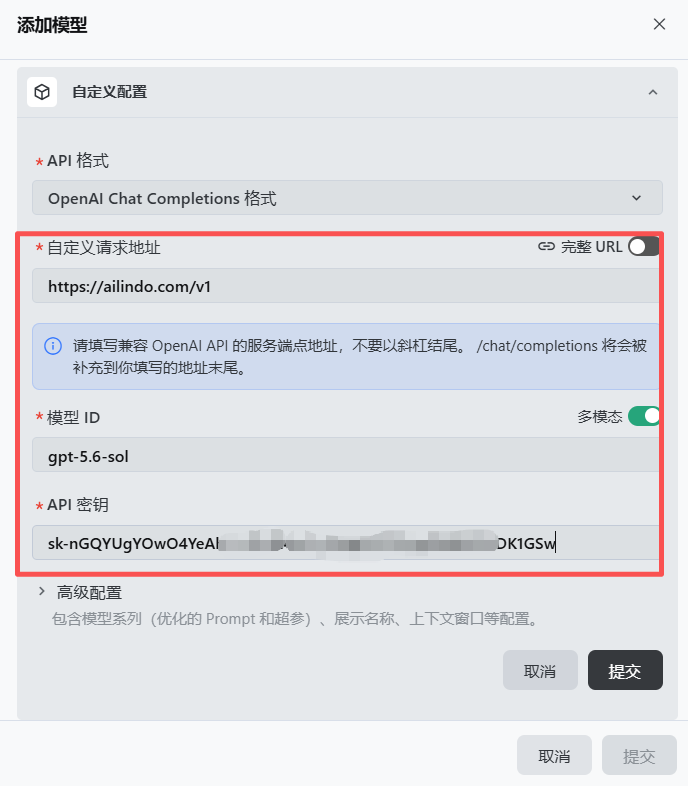 添加模型
自定义配置
* API 格式
OpenAI Chat Completions 格式
* 自定义请求地址
完整 URL
https://ailindo.com/v1
请填写兼容 OpenAI API 的服务端点地址，不要以斜杠结尾。 /chat/completions 将会被
补充到你填写的地址末尾。
* 模型 ID
多模态
gpt-5.6-sol
* API 密钥
sk-nGQYUgYOwO4YeAl
DK1GSw
高级配置
包含模型系列（优化的 Prompt 和超参）、展示名称、上下文窗口等配置。
取消
提交
取消
提交